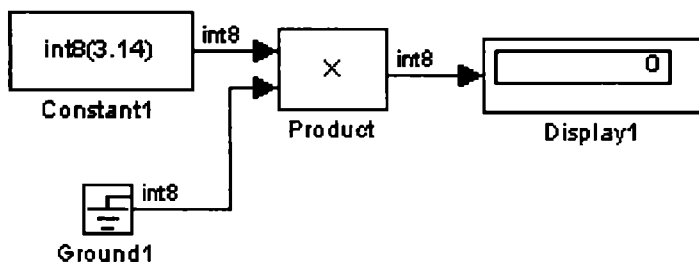 int8(3.14)
int8
×
int8
0
Constant1
Product
Display1
int8
Ground1